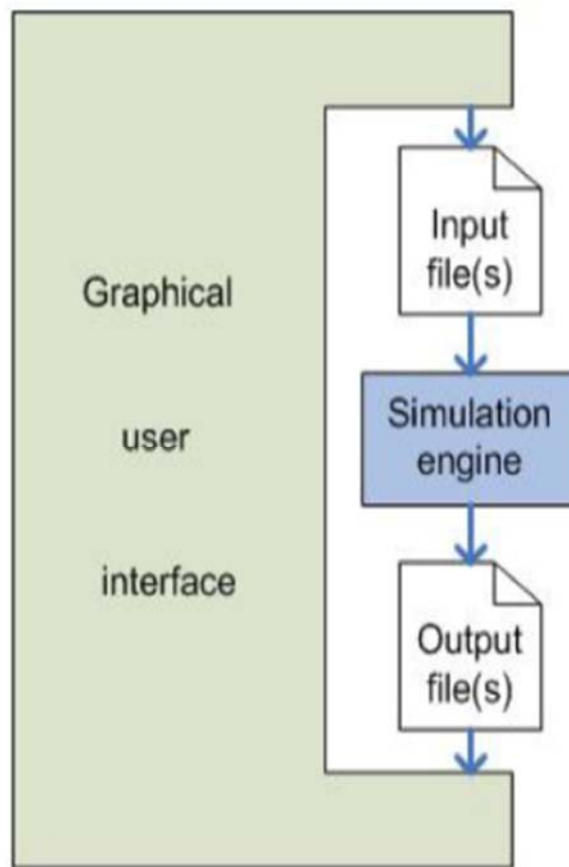 Graphical
user
interface
Input
file(s)
Simulation
engine
Output
file(s)